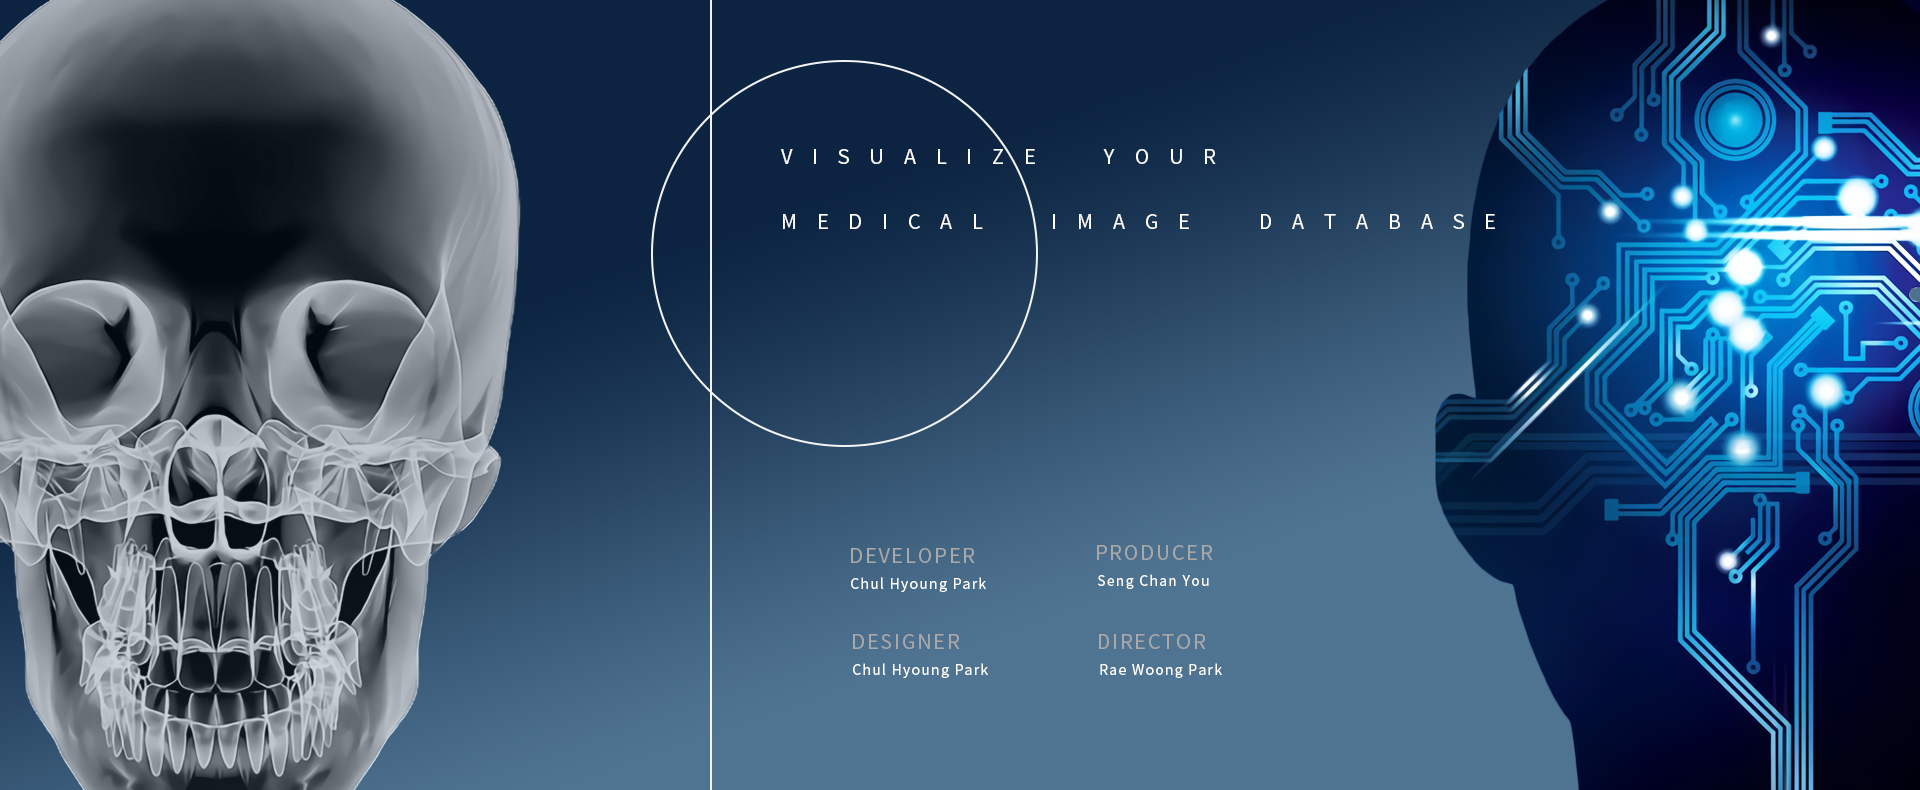 VISUALIZE YOUR
MEDICAL IMAGE DATABASE
DEVELOPER
Chul Hyoung Park
PRODUCER
Seng Chan You
DESIGNER
Chul Hyoung Park
DIRECTOR
Rae Woong Park